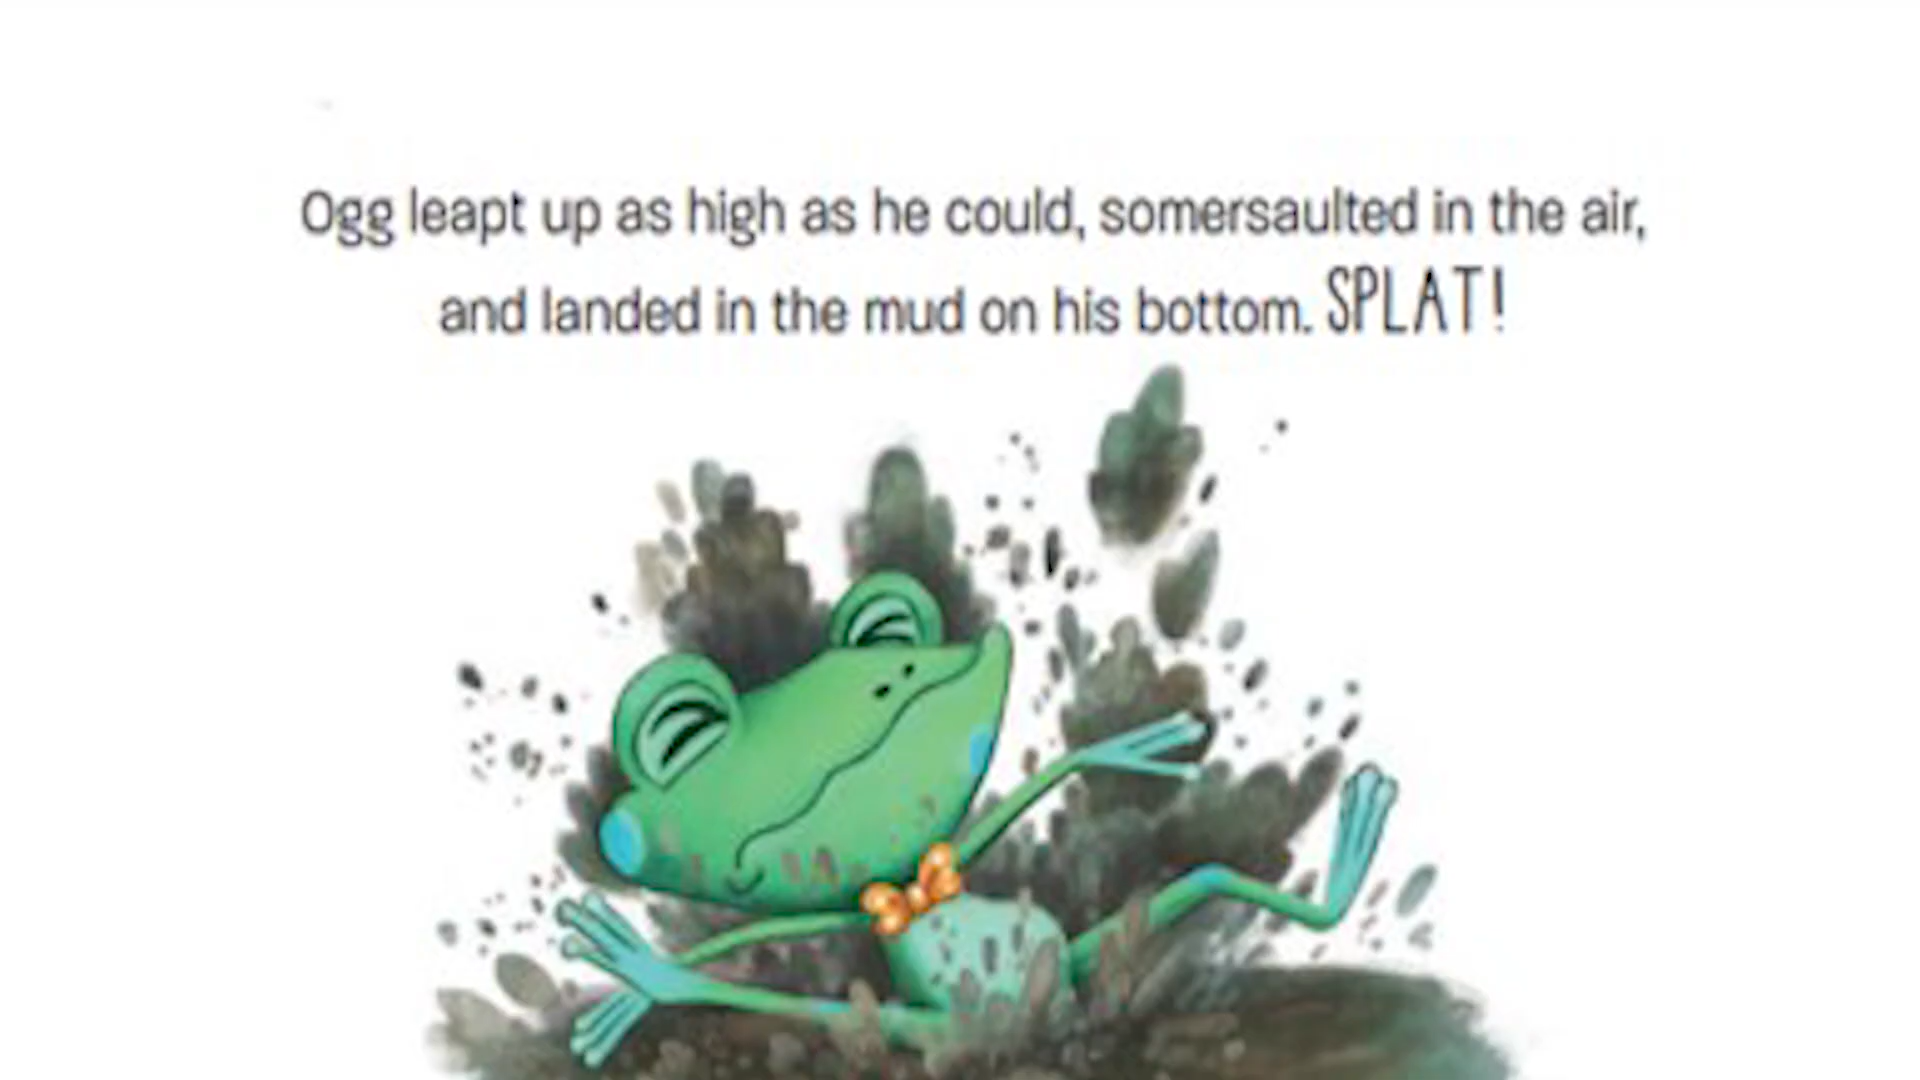 Ogg leapt up as high as he could, somersaulted in the air,
and landed in the mud on his bottom. SPLAT!